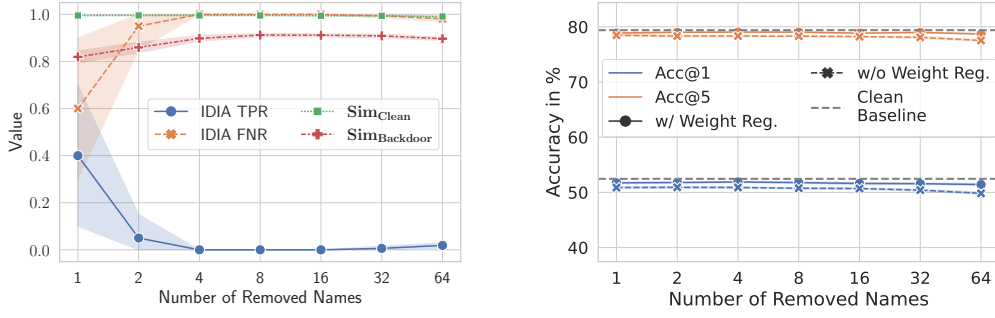 1.0
0.8
0.6
0.4
0.2
0.0
Value
IDIA TPR
IDIA FNR
Sim_Clean
Sim_Backdoor
1 2 4 8 16 32 64
Number of Removed Names
80
70
60
50
40
Accuracy in %
Acc@1
Acc@5
w/ Weight Reg.
w/o Weight Reg.
Clean
Baseline
1 2 4 8 16 32 64
Number of Removed Names